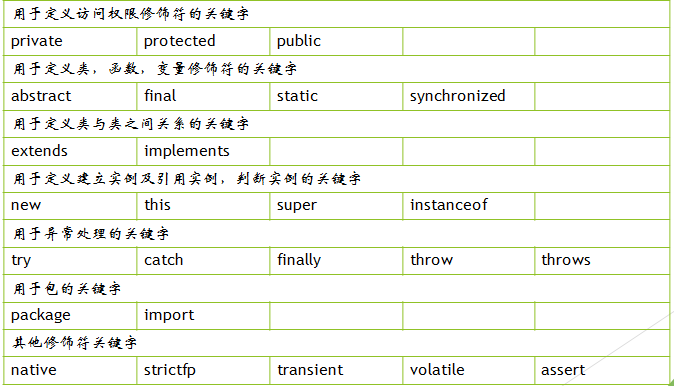 用于定义访问权限修饰符的关键字
private protected public
用于定义类，函数，变量修饰符的关键字
abstract final static synchronized
用于定义类与类之间关系的关键字
extends implements
用于定义建立实例及引用实例，判断实例的关键字
new this super instanceof
用于异常处理的关键字
try catch finally throw throws
用于包的关键字
package import
其他修饰符关键字
native strictfp transient volatile assert